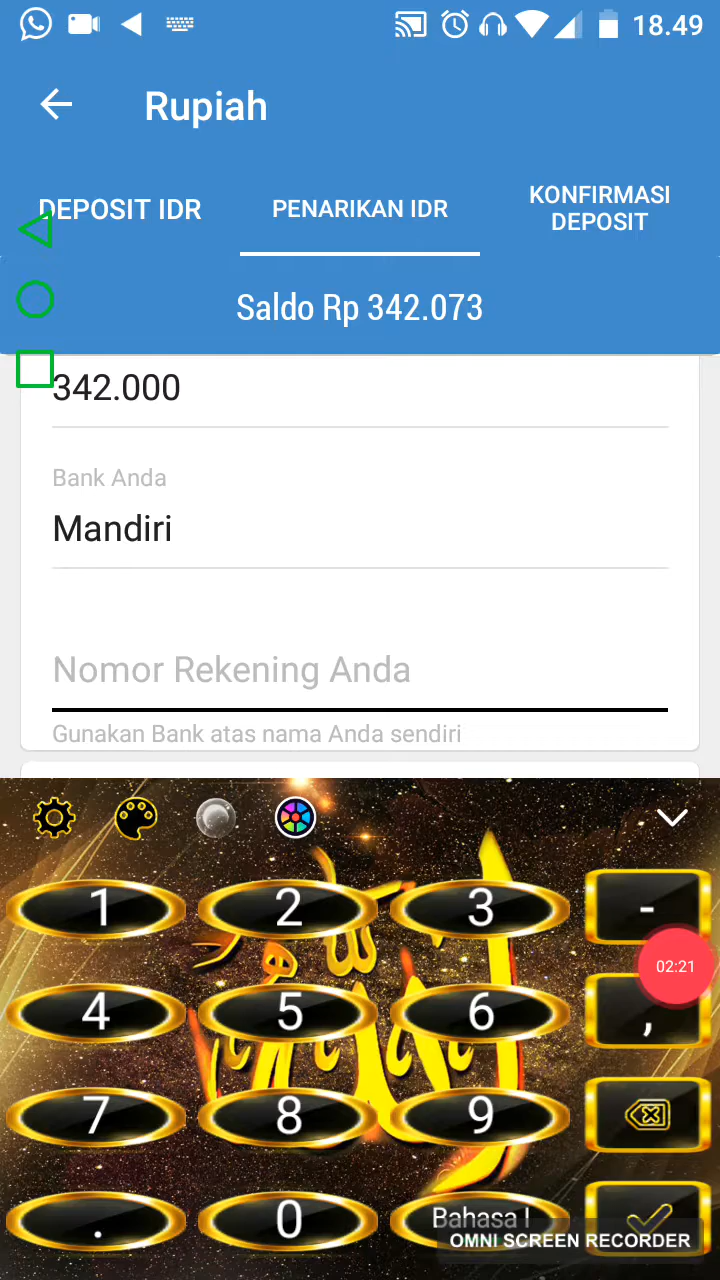 18.49
Rupiah
DEPOSIT IDR
PENARIKAN IDR
KONFIRMASI
DEPOSIT
Saldo Rp 342.073
342.000
Bank Anda
Mandiri
Nomor Rekening Anda
Gunakan Bank atas nama Anda sendiri
1 2 3 -
02:21
4 5 6 ,
7 8 9
. 0 Bahasa I
OMNI SCREEN RECORDER